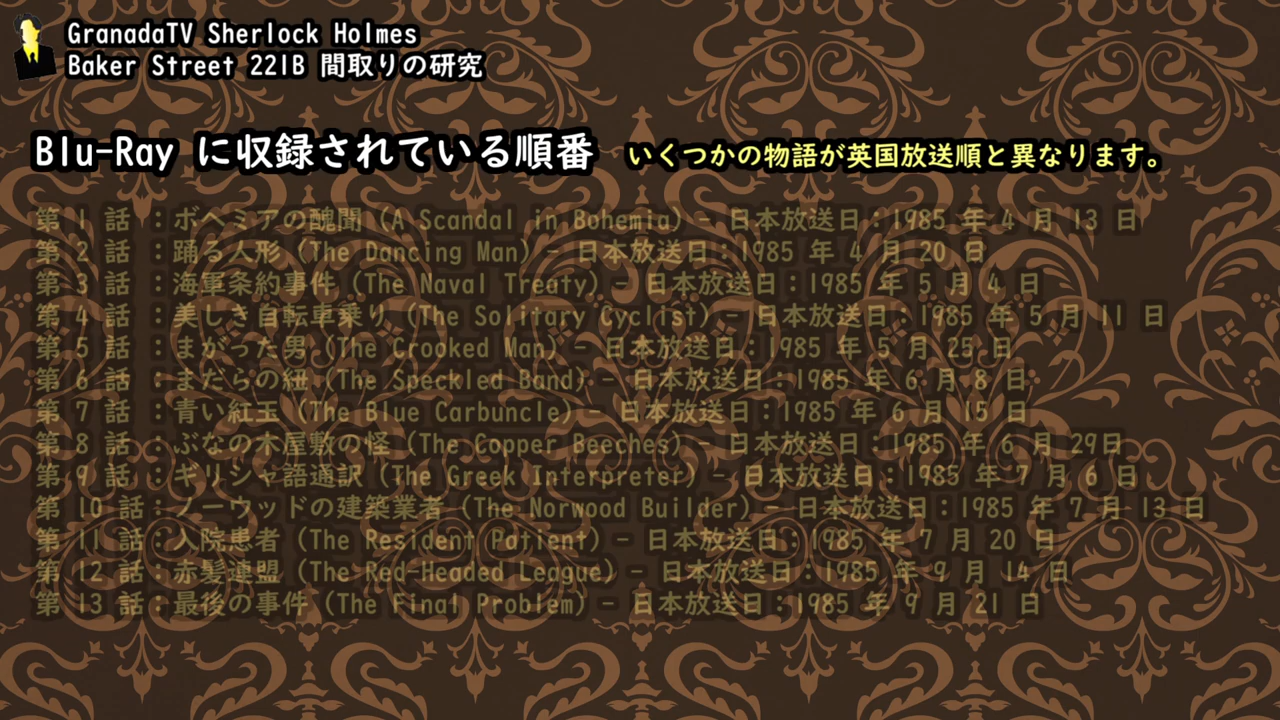 GranadaTV Sherlock Holmes
Baker Street 221B 間取りの研究
Blu-Ray に収録されている順番 いくつかの物語が英国放送順と異なります。
第 1 話 : ボヘミアの醜聞 (A Scandal in Bohemia) - 日本放送日:1985 年 4 月 13 日
第 2 話 : 踊る人形 (The Dancing Man) - 日本放送日:1985 年 4 月 20 日
第 3 話 : 海軍条約事件 (The Naval Treaty) - 日本放送日:1985 年 5 月 4 日
第 4 話 : 美しき自転車乗り (The Solitary Cyclist) - 日本放送日:1985 年 5 月 11 日
第 5 話 : まがった男 (The Crooked Man) - 日本放送日:1985 年 5 月 25 日
第 6 話 : まだらの紐 (The Speckled Band) - 日本放送日:1985 年 6 月 8 日
第 7 話 : 青い紅玉 (The Blue Carbuncle) - 日本放送日:1985 年 6 月 15 日
第 8 話 : ぶなの木屋敷の怪 (The Copper Beeches) - 日本放送日:1985 年 6 月 29日
第 9 話 : ギリシャ語通訳 (The Greek Interpreter) - 日本放送日:1985 年 7 月 6 日
第 10 話 : ノーウッドの建築業者 (The Norwood Builder) - 日本放送日:1985 年 7 月 13 日
第 11 話 : 入院患者 (The Resident Patient) - 日本放送日:1985 年 7 月 20 日
第 12 話 : 赤髪連盟 (The Red-Headed League) - 日本放送日:1985 年 9 月 14 日
第 13 話 : 最後の事件 (The Final Problem) - 日本放送日:1985 年 9 月 21 日